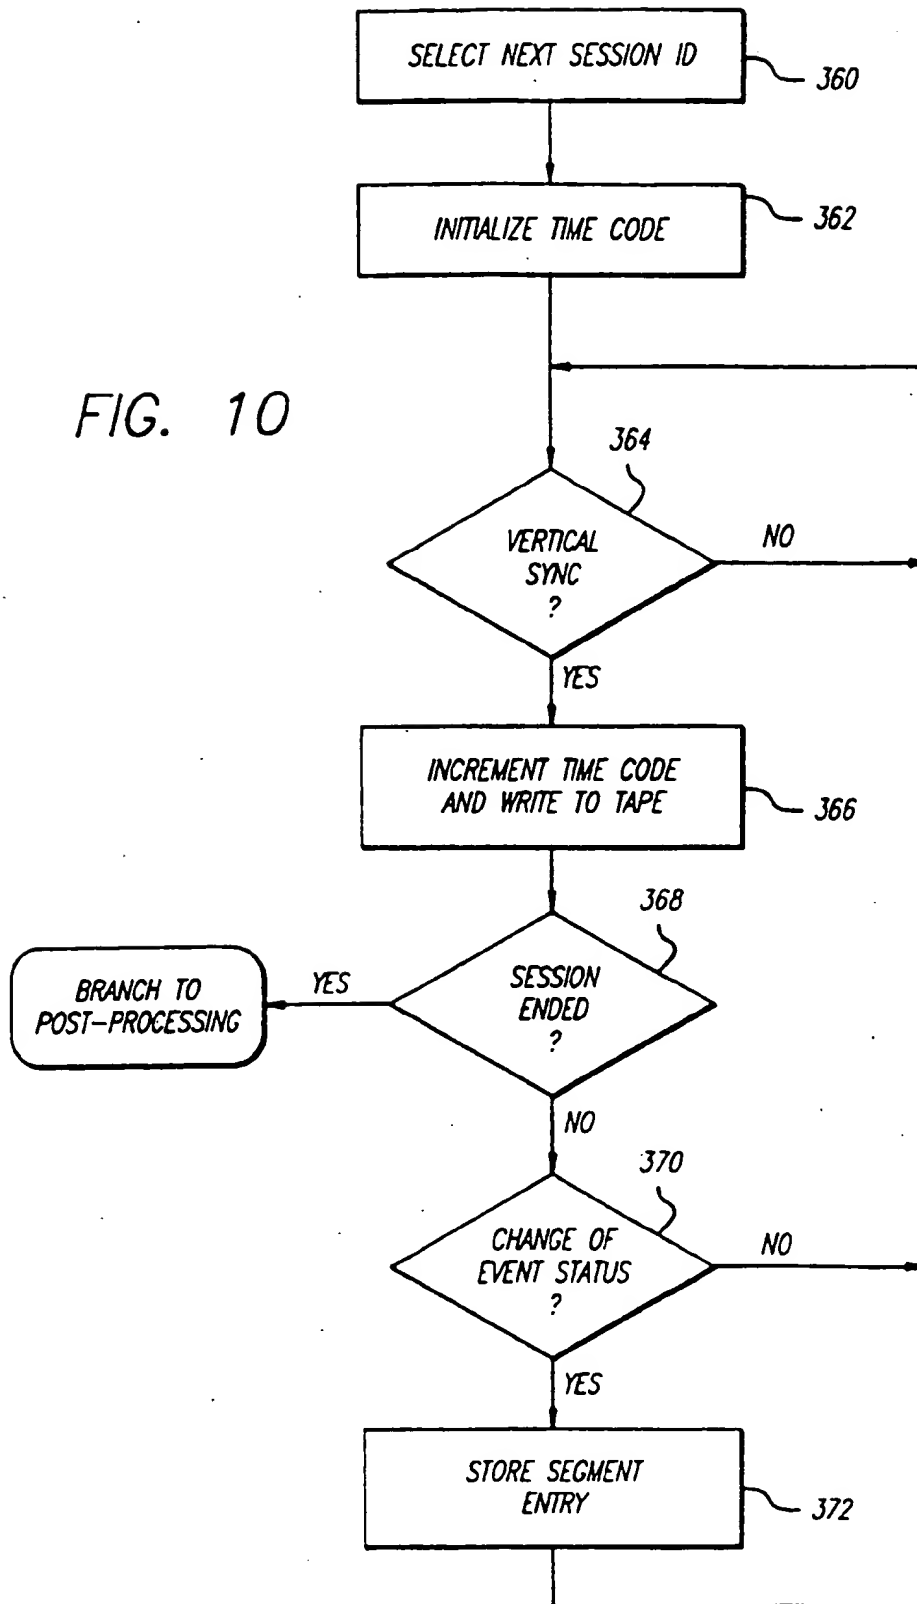 SELECT NEXT SESSION ID
360
INITIALIZE TIME CODE
362
FIG. 10
364
VERTICAL
SYNC
?
NO
YES
INCREMENT TIME CODE
AND WRITE TO TAPE
366
368
SESSION
ENDED
?
YES
BRANCH TO
POST-PROCESSING
NO
370
CHANGE OF
EVENT STATUS
?
NO
YES
STORE SEGMENT
ENTRY
372